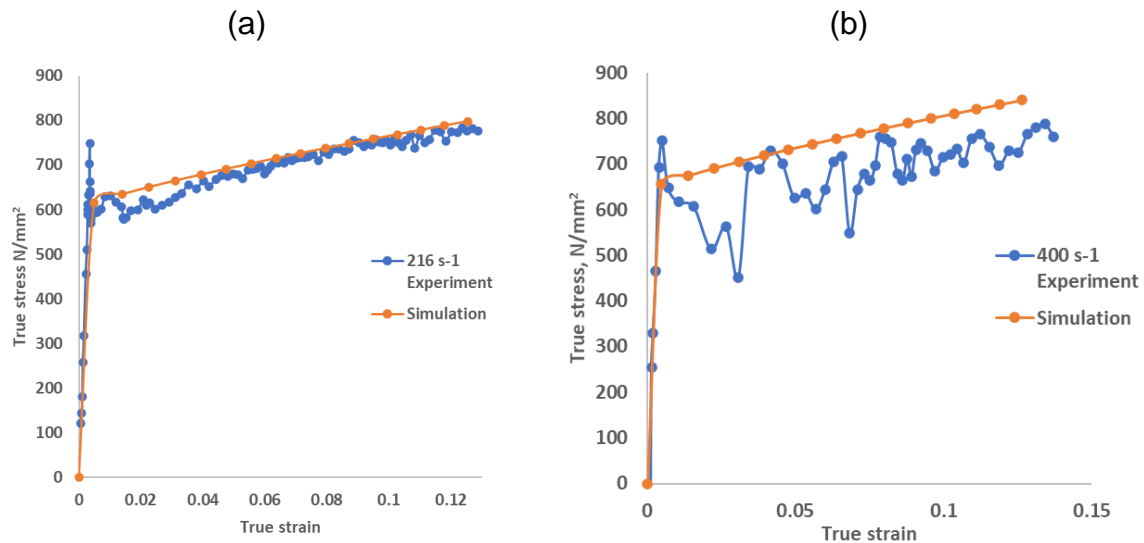 (a)
900
800
700
600
500
400
300
200
100
0
0 0.02 0.04 0.06 0.08 0.1 0.12
True stress N/mm²
True strain
216 s-1
Experiment
Simulation
(b)
900
800
700
600
500
400
300
200
100
0
0 0.05 0.1 0.15
True stress, N/mm²
True strain
400 s-1
Experiment
Simulation